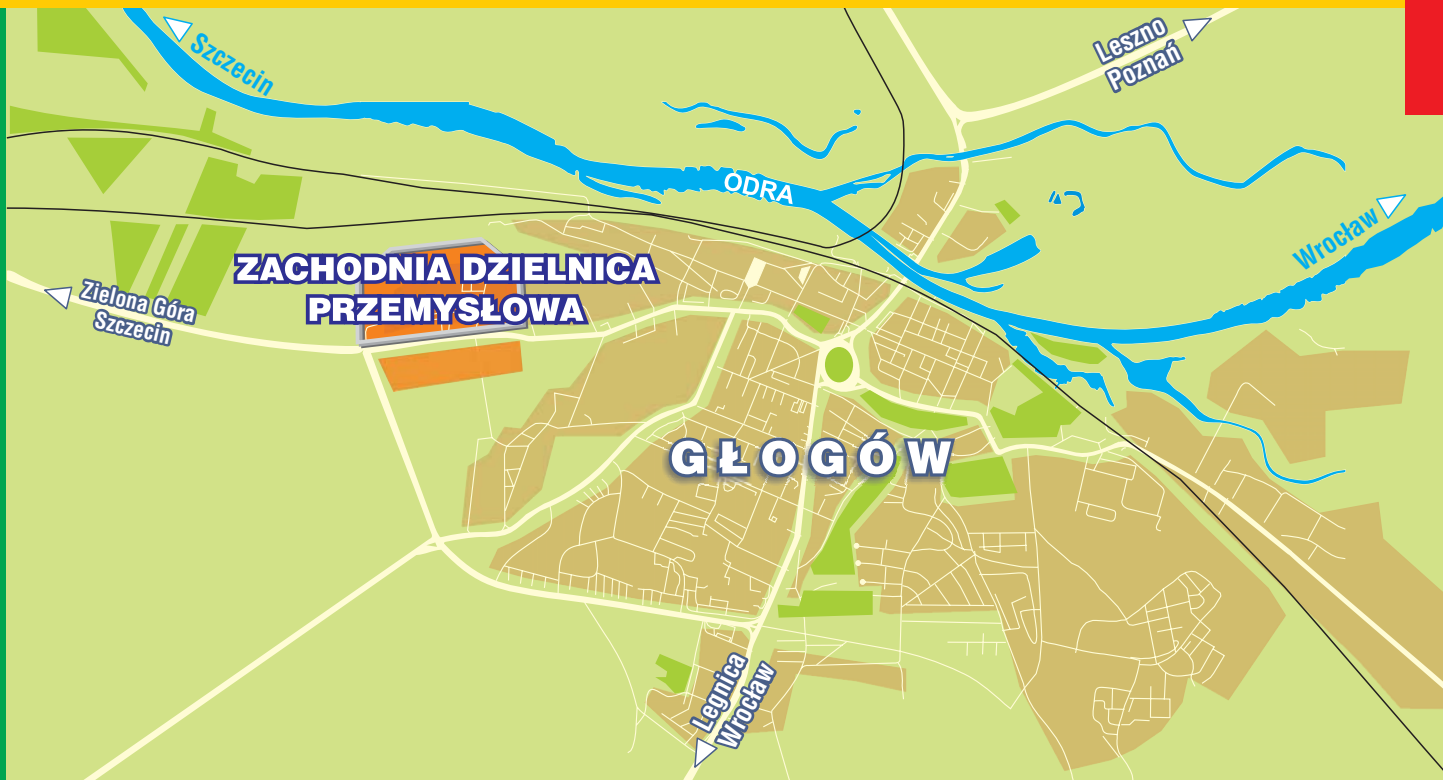 Szczecin
Leszno
Poznań
ODRA
Wrocław
ZACHODNIA DZIELNICA
PRZEMYSŁOWA
Zielona Góra
Szczecin
GŁOGÓW
Legnica
Wrocław